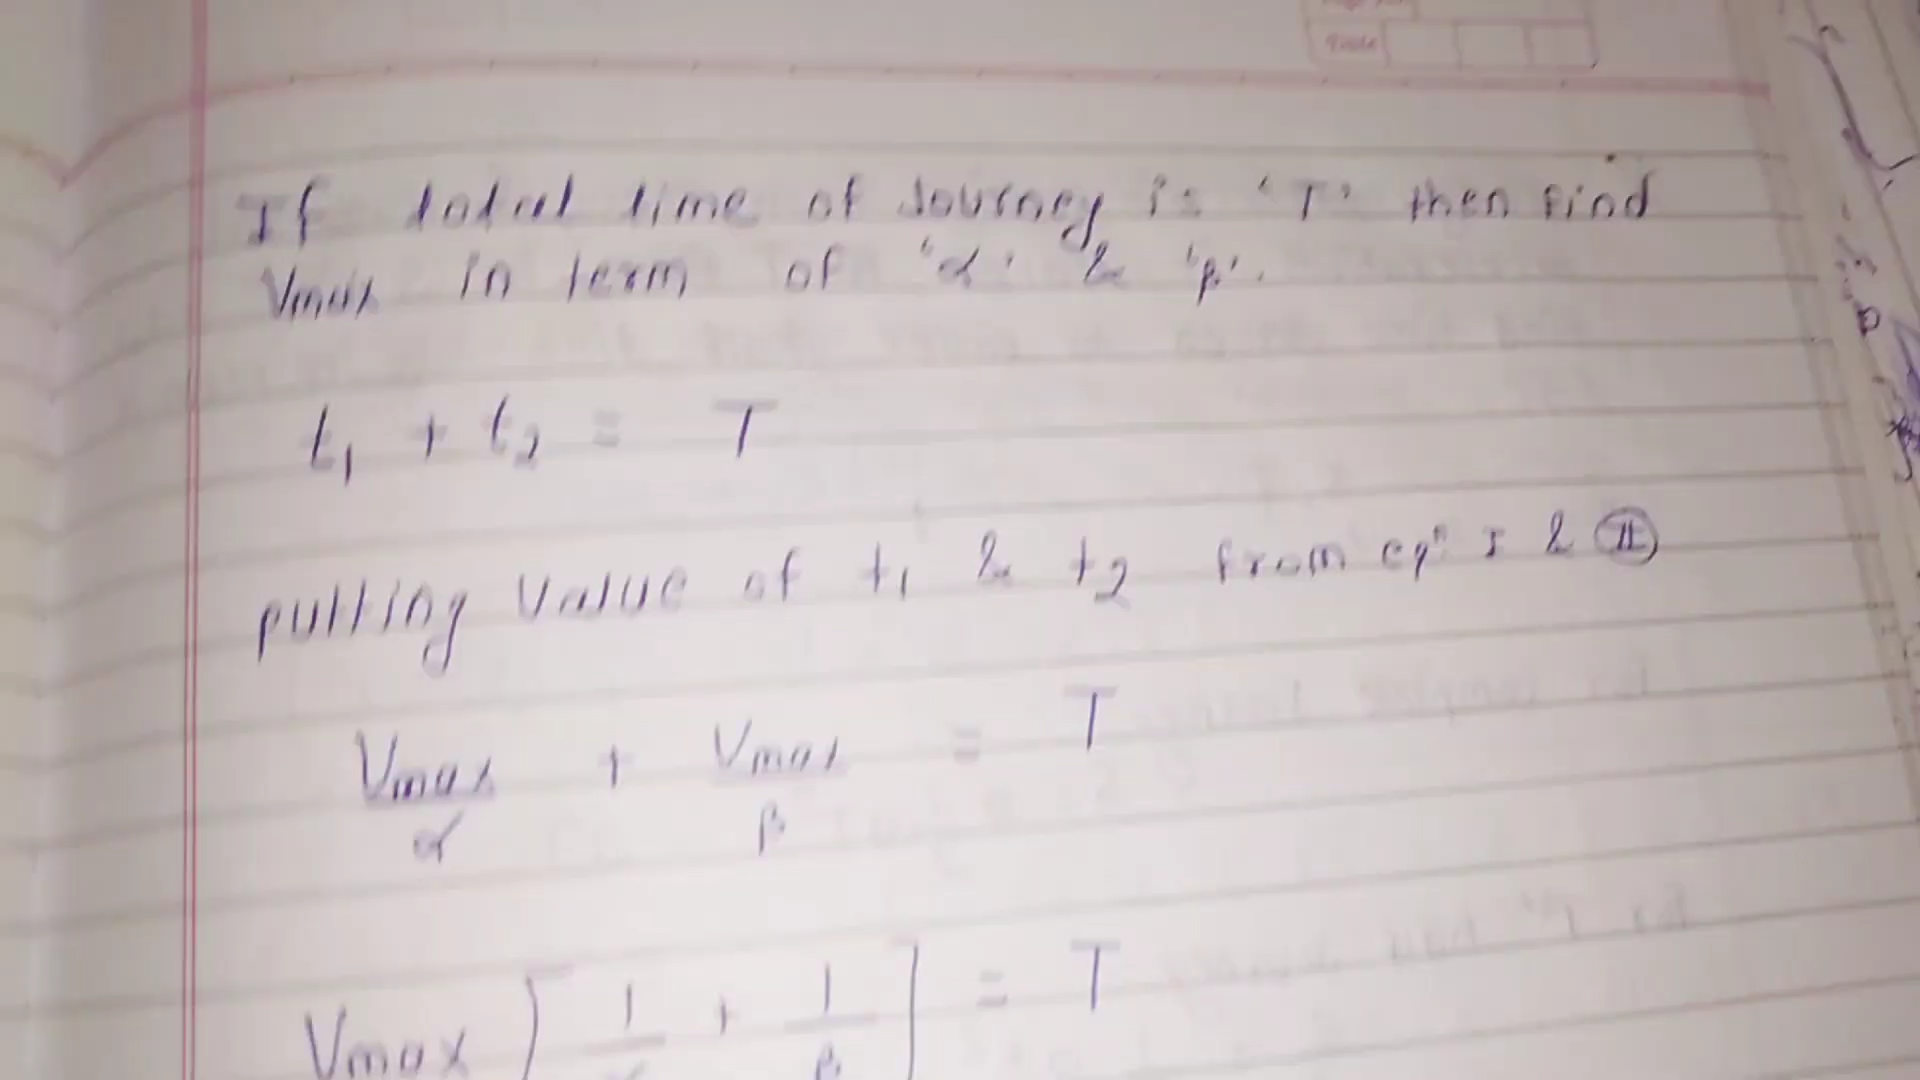 If total time of Journey is 'T' then find
Vmax in term of 'α' & 'β'.
t₁ + t₂ = T
putting value of t₁ & t₂ from eqⁿ I & II
Vmax/α + Vmax/β = T
Vmax [1/α + 1/β] = T